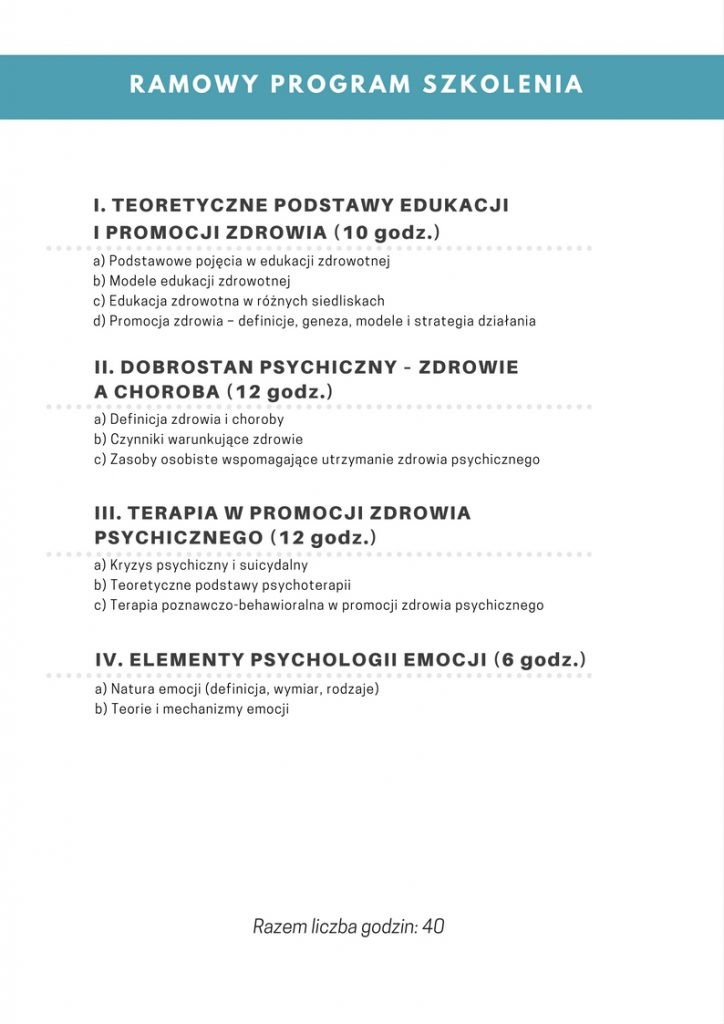 RAMOWY PROGRAM SZKOLENIA
I. TEORETYCZNE PODSTAWY EDUKACJI
I PROMOCJI ZDROWIA (10 godz.)
a) Podstawowe pojęcia w edukacji zdrowotnej
b) Modele edukacji zdrowotnej
c) Edukacja zdrowotna w różnych siedliskach
d) Promocja zdrowia – definicje, geneza, modele i strategia działania
II. DOBROSTAN PSYCHICZNY - ZDROWIE
A CHOROBA (12 godz.)
a) Definicja zdrowia i choroby
b) Czynniki warunkujące zdrowie
c) Zasoby osobiste wspomagające utrzymanie zdrowia psychicznego
III. TERAPIA W PROMOCJI ZDROWIA
PSYCHICZNEGO (12 godz.)
a) Kryzys psychiczny i suicydalny
b) Teoretyczne podstawy psychoterapii
c) Terapia poznawczo-behawioralna w promocji zdrowia psychicznego
IV. ELEMENTY PSYCHOLOGII EMOCJI (6 godz.)
a) Natura emocji (definicja, wymiar, rodzaje)
b) Teorie i mechanizmy emocji
Razem liczba godzin: 40